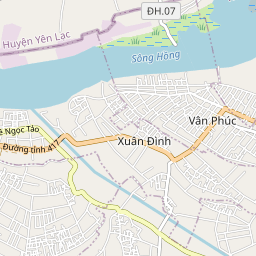 ĐH.07
Huyện Yên Lạc
Sông Hồng
Vân Phúc
Ngọc Tảo
Đường tỉnh 41
Xuân Đình